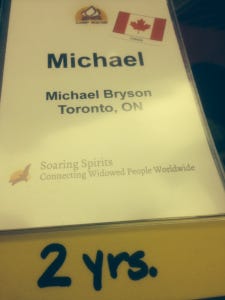 Michael
Michael Bryson
Toronto, ON
Soaring Spirits
Connecting Widowed People Worldwide
2 yrs.